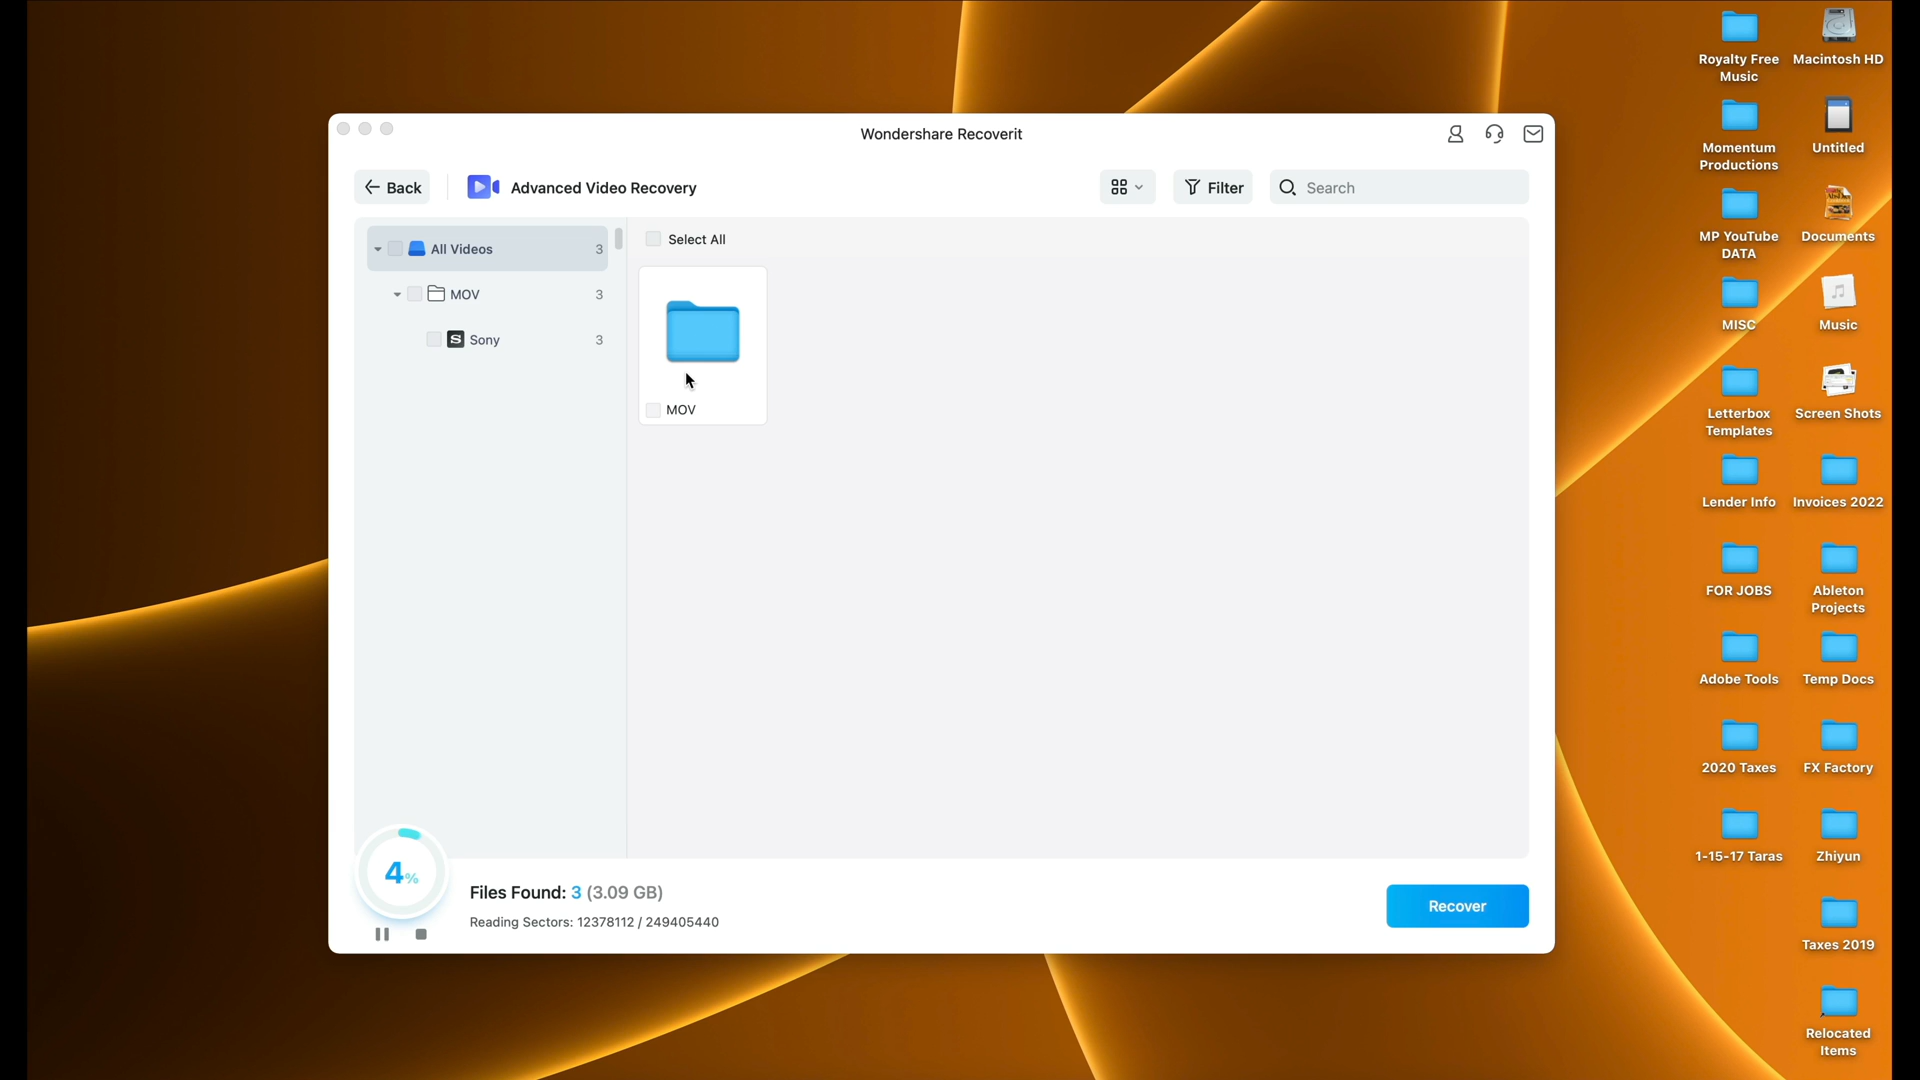 Wondershare Recoverit
Back
Advanced Video Recovery
Filter
Search
All Videos 3
MOV 3
Sony 3
Select All
MOV
4%
Files Found: 3 (3.09 GB)
Reading Sectors: 12378112 / 249405440
Recover
Royalty Free
Music
Macintosh HD
Momentum
Productions
Untitled
MP YouTube
DATA
Documents
MISC
Music
Letterbox
Templates
Screen Shots
Lender Info
Invoices 2022
FOR JOBS
Ableton
Projects
Adobe Tools
Temp Docs
2020 Taxes
FX Factory
1-15-17 Taras
Zhiyun
Taxes 2019
Relocated
Items